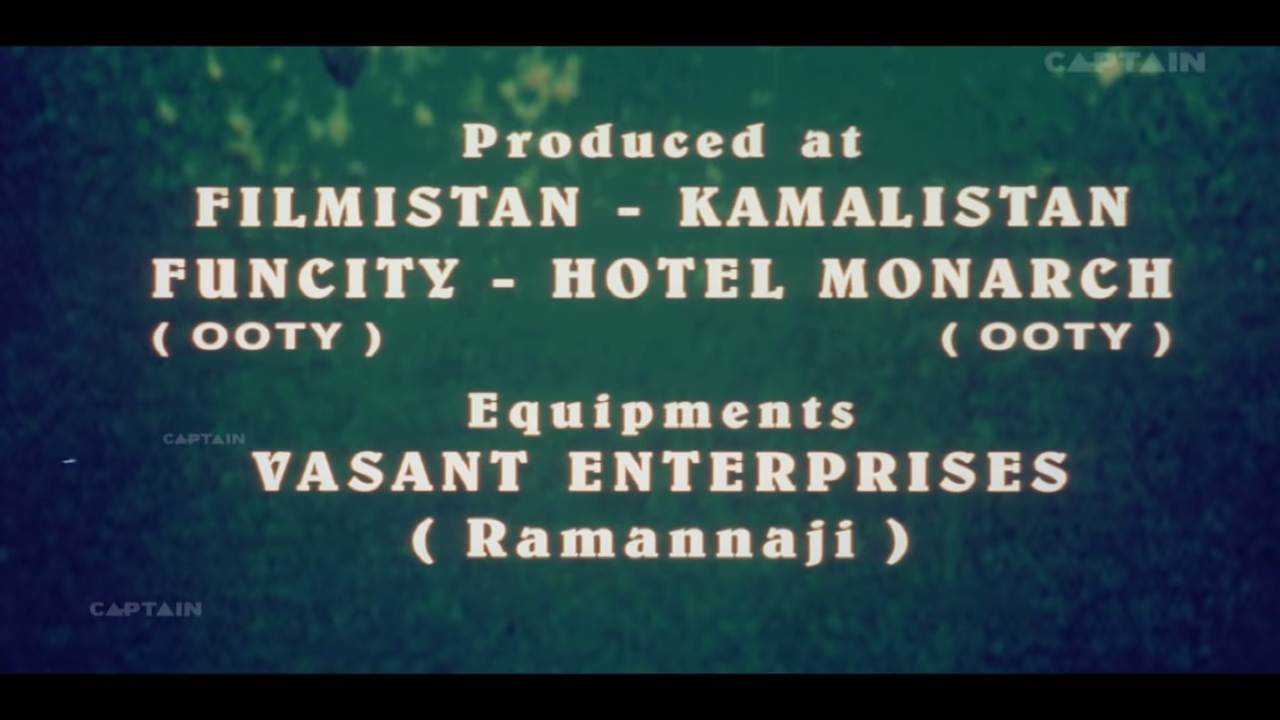 CAPTAIN
Produced at
FILMISTAN - KAMALISTAN
FUNCITY - HOTEL MONARCH
( OOTY ) ( OOTY )
Equipments
CAPTAIN
VASANT ENTERPRISES
( Ramannaji )
CAPTAIN